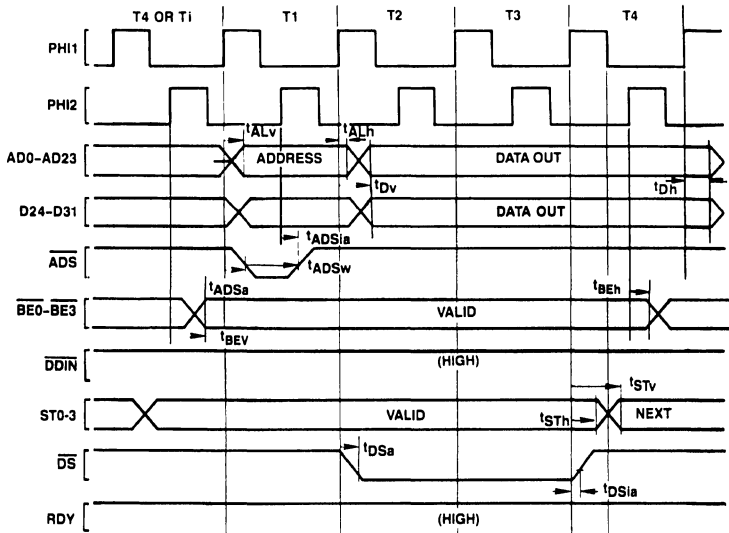 T4 OR Ti T1 T2 T3 T4
PHI1
PHI2
tALv tALh
AD0–AD23 ADDRESS DATA OUT
tDv tDh
D24–D31 DATA OUT
tADSia
ADS
tADSw
tADSa tBEh
BE0–BE3 VALID
tBEV
DDIN (HIGH)
tSTv
ST0-3 VALID NEXT
tSTh
DS tDSa
tDSia
RDY (HIGH)